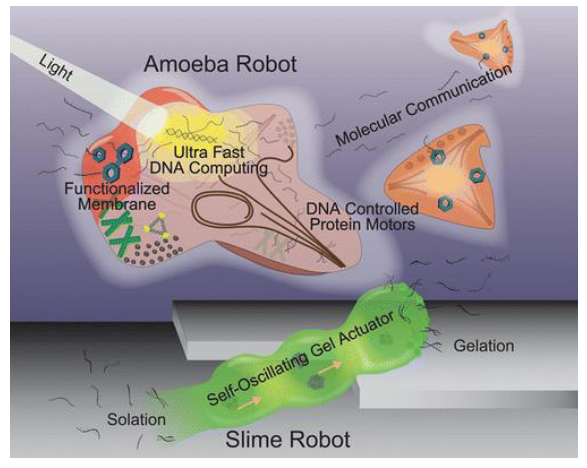 Light
Amoeba Robot
Molecular Communication
Ultra Fast
DNA Computing
Functionalized
Membrane
DNA Controlled
Protein Motors
Self-Oscillating Gel Actuator
Gelation
Solation
Slime Robot